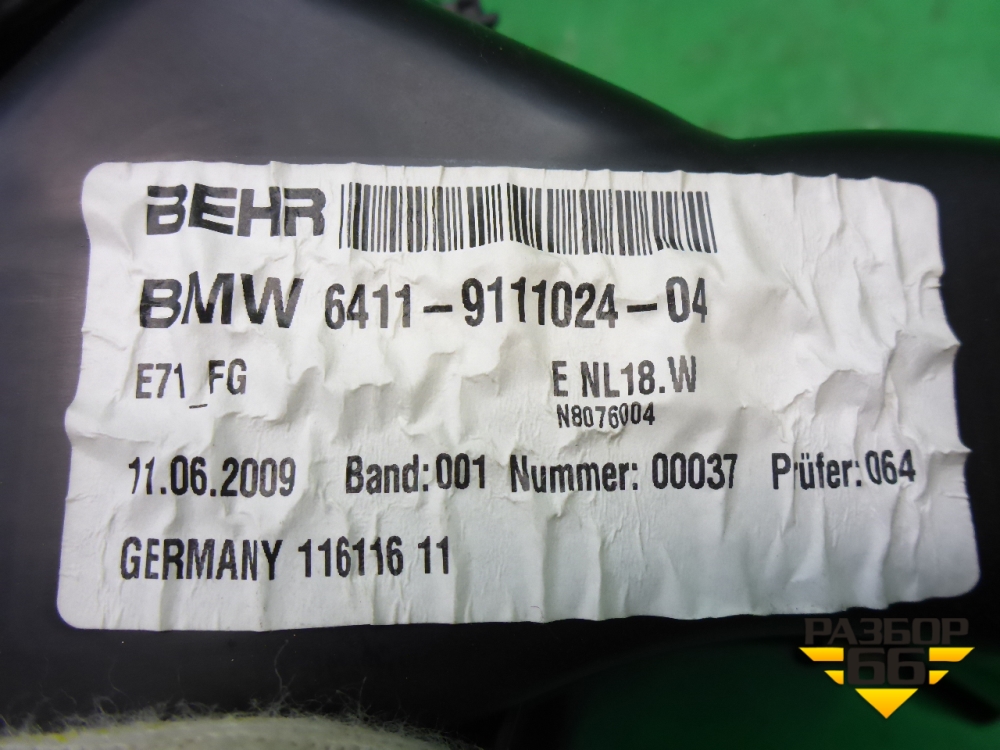 BEHR
BMW 6411-9111024-04
E71_FG E NL18.W
N8076004
11.06.2009 Band:001 Nummer: 00037 Prüfer:064
GERMANY 116116 11
РАЗБОР
66